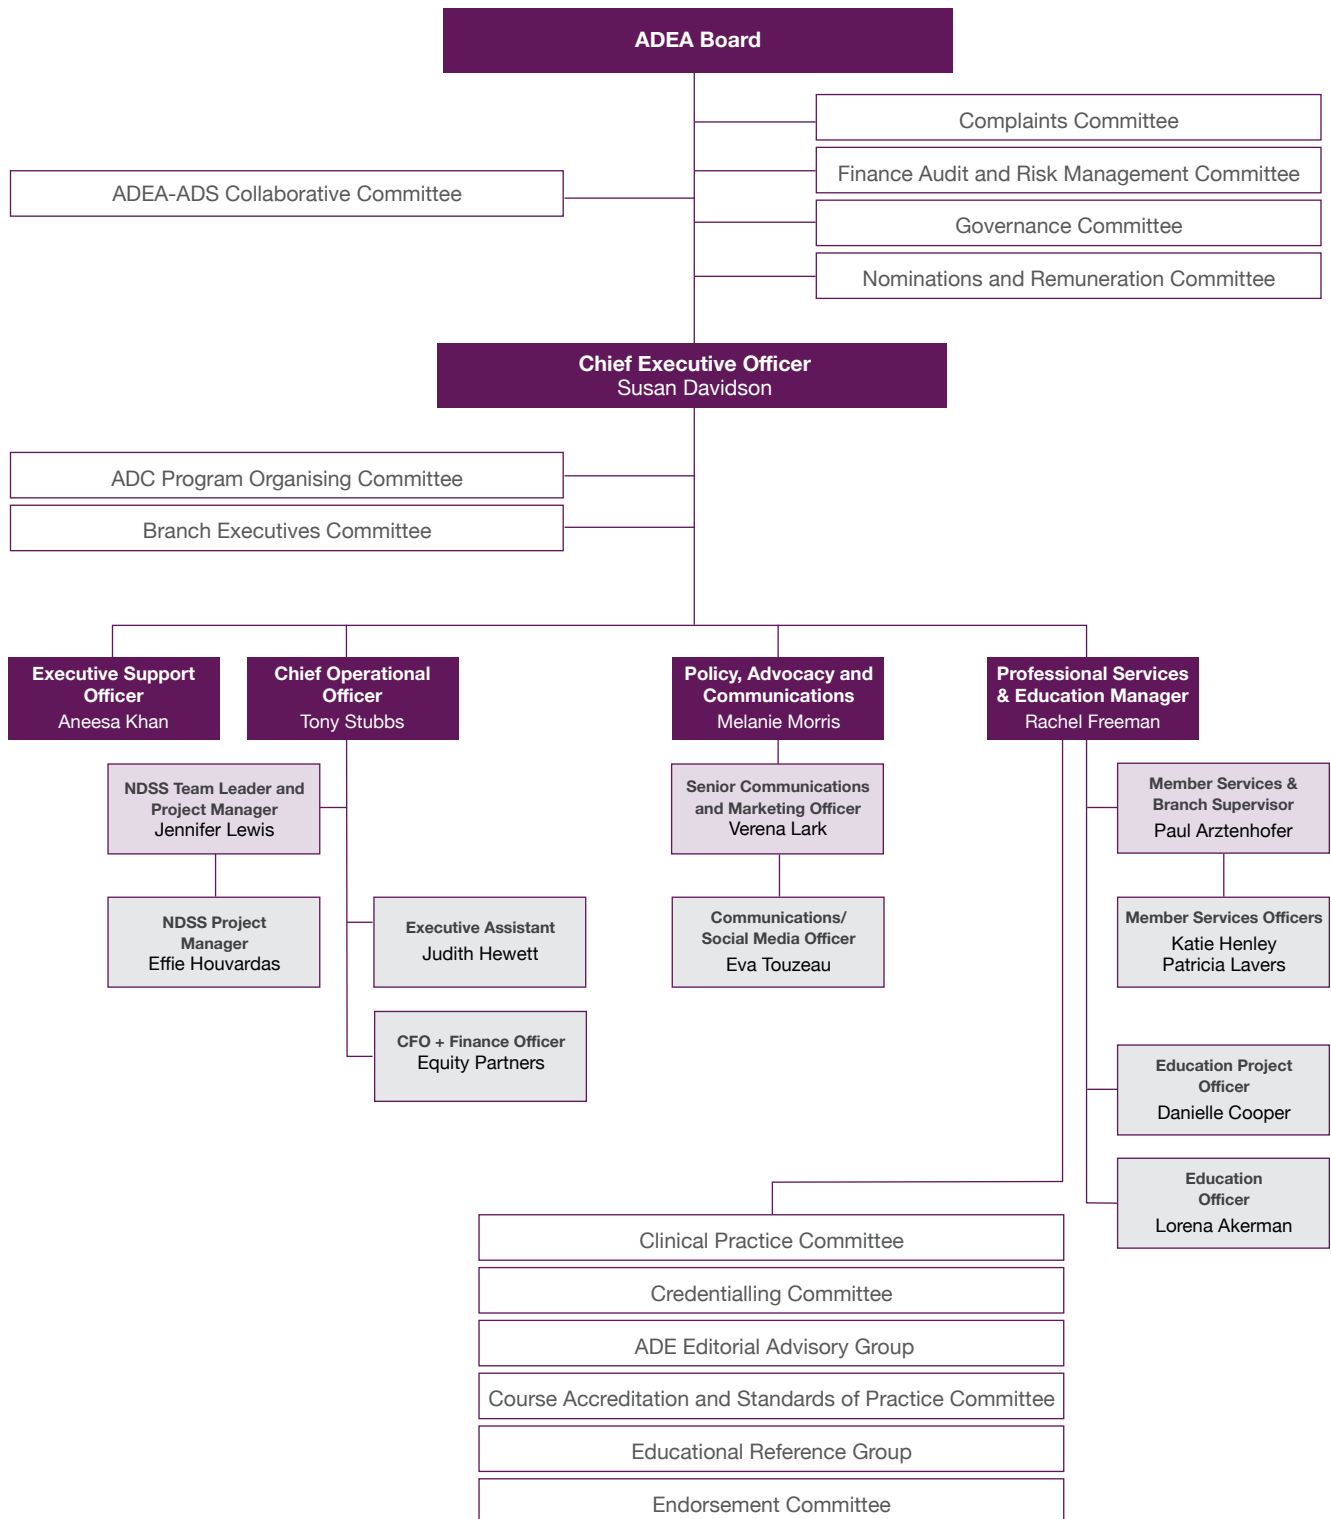 ADEA Board
Complaints Committee
Finance Audit and Risk Management Committee
ADEA-ADS Collaborative Committee
Governance Committee
Nominations and Remuneration Committee
Chief Executive Officer
Susan Davidson
ADC Program Organising Committee
Branch Executives Committee
Executive Support
Officer
Aneesa Khan
Chief Operational
Officer
Tony Stubbs
Policy, Advocacy and
Communications
Melanie Morris
Professional Services
& Education Manager
Rachel Freeman
NDSS Team Leader and
Project Manager
Jennifer Lewis
Senior Communications
and Marketing Officer
Verena Lark
Member Services &
Branch Supervisor
Paul Arztenhofer
NDSS Project
Manager
Effie Houvardas
Executive Assistant
Judith Hewett
Communications/
Social Media Officer
Eva Touzeau
Member Services Officers
Katie Henley
Patricia Lavers
CFO + Finance Officer
Equity Partners
Education Project
Officer
Danielle Cooper
Education
Officer
Lorena Akerman
Clinical Practice Committee
Credentialling Committee
ADE Editorial Advisory Group
Course Accreditation and Standards of Practice Committee
Educational Reference Group
Endorsement Committee